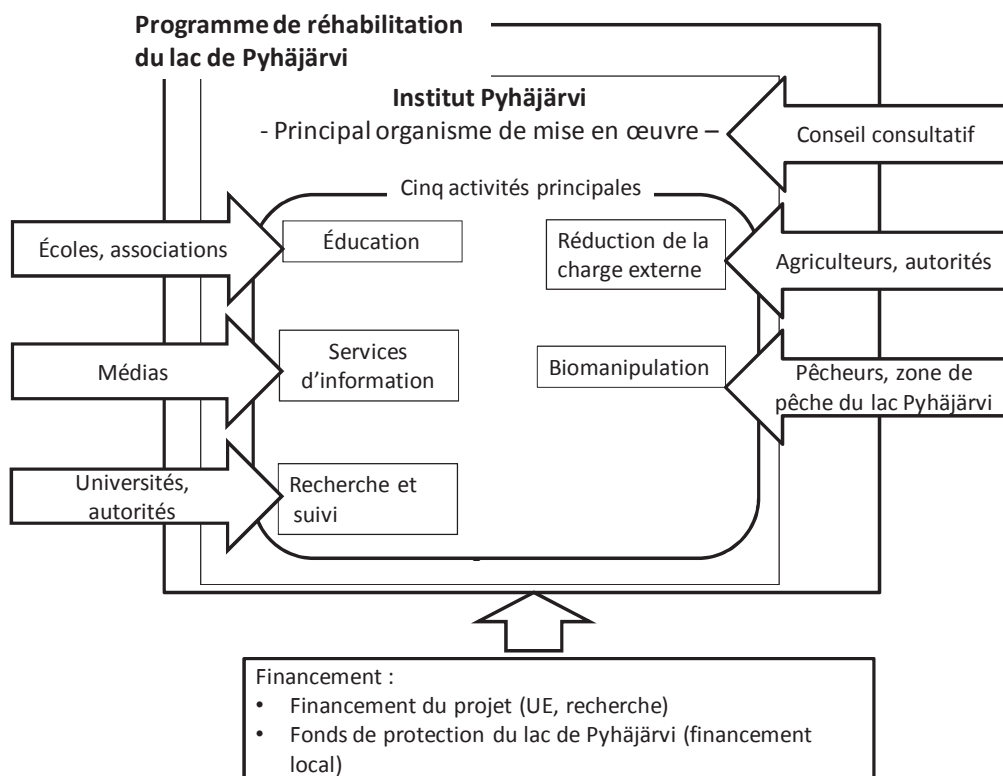 Programme de réhabilitation
du lac de Pyhäjärvi
Institut Pyhäjärvi
- Principal organisme de mise en œuvre –
Conseil consultatif
Cinq activités principales
Écoles, associations
Éducation
Réduction de la
charge externe
Agriculteurs, autorités
Médias
Services
d’information
Biomanipulation
Pêcheurs, zone de
pêche du lac Pyhäjärvi
Universités,
autorités
Recherche et
suivi
Financement :
• Financement du projet (UE, recherche)
• Fonds de protection du lac de Pyhäjärvi (financement
local)